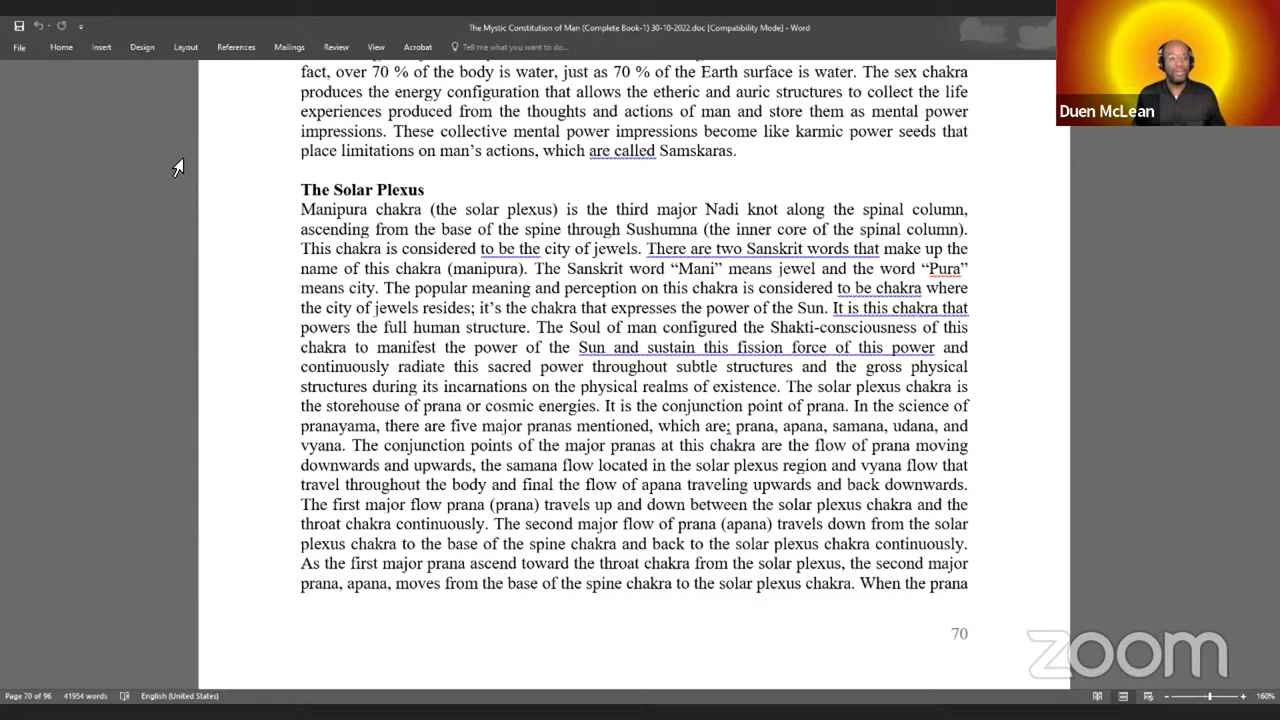 The Mystic Constitution of Man (Complete Book-1) 30-10-2022.doc [Compatibility Mode] - Word
File Home Insert Design Layout References Mailings Review View Acrobat Tell me what you want to do...
Duen McLean
fact, over 70 % of the body is water, just as 70 % of the Earth surface is water. The sex chakra
produces the energy configuration that allows the etheric and auric structures to collect the life
experiences produced from the thoughts and actions of man and store them as mental power
impressions. These collective mental power impressions become like karmic power seeds that
place limitations on man's actions, which are called Samskaras.
The Solar Plexus
Manipura chakra (the solar plexus) is the third major Nadi knot along the spinal column,
ascending from the base of the spine through Sushumna (the inner core of the spinal column).
This chakra is considered to be the city of jewels. There are two Sanskrit words that make up the
name of this chakra (manipura). The Sanskrit word “Mani” means jewel and the word “Pura”
means city. The popular meaning and perception on this chakra is considered to be chakra where
the city of jewels resides; it’s the chakra that expresses the power of the Sun. It is this chakra that
powers the full human structure. The Soul of man configured the Shakti-consciousness of this
chakra to manifest the power of the Sun and sustain this fission force of this power and
continuously radiate this sacred power throughout subtle structures and the gross physical
structures during its incarnations on the physical realms of existence. The solar plexus chakra is
the storehouse of prana or cosmic energies. It is the conjunction point of prana. In the science of
pranayama, there are five major pranas mentioned, which are; prana, apana, samana, udana, and
vyana. The conjunction points of the major pranas at this chakra are the flow of prana moving
downwards and upwards, the samana flow located in the solar plexus region and vyana flow that
travel throughout the body and final the flow of apana traveling upwards and back downwards.
The first major flow prana (prana) travels up and down between the solar plexus chakra and the
throat chakra continuously. The second major flow of prana (apana) travels down from the solar
plexus chakra to the base of the spine chakra and back to the solar plexus chakra continuously.
As the first major prana ascend toward the throat chakra from the solar plexus, the second major
prana, apana, moves from the base of the spine chakra to the solar plexus chakra. When the prana
70
zoom
Page 70 of 96 41954 words English (United States) 160%